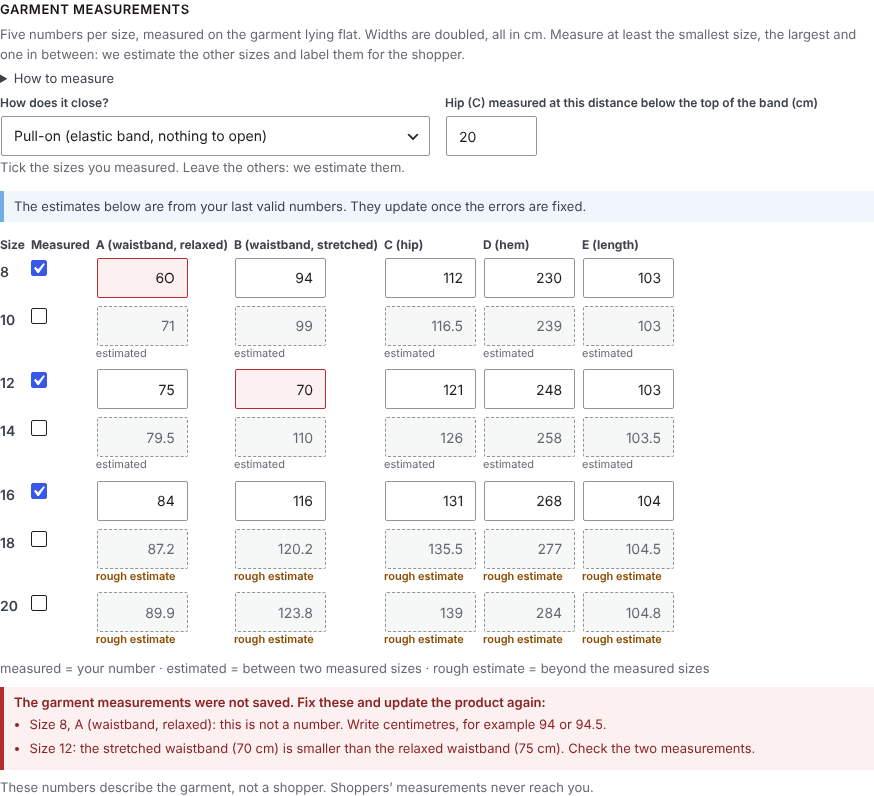 GARMENT MEASUREMENTS
Five numbers per size, measured on the garment lying flat. Widths are doubled, all in cm. Measure at least the smallest size, the largest and
one in between: we estimate the other sizes and label them for the shopper.
How to measure
How does it close? Hip (C) measured at this distance below the top of the band (cm)
Pull-on (elastic band, nothing to open) 20
Tick the sizes you measured. Leave the others: we estimate them.
The estimates below are from your last valid numbers. They update once the errors are fixed.
Size Measured A (waistband, relaxed) B (waistband, stretched) C (hip) D (hem) E (length)
8 6O 94 112 230 103
10 71 99 116.5 239 103
estimated estimated estimated estimated estimated
12 75 70 121 248 103
14 79.5 110 126 258 103.5
estimated estimated estimated estimated estimated
16 84 116 131 268 104
18 87.2 120.2 135.5 277 104.5
rough estimate rough estimate rough estimate rough estimate rough estimate
20 89.9 123.8 139 284 104.8
rough estimate rough estimate rough estimate rough estimate rough estimate
measured = your number · estimated = between two measured sizes · rough estimate = beyond the measured sizes
The garment measurements were not saved. Fix these and update the product again:
• Size 8, A (waistband, relaxed): this is not a number. Write centimetres, for example 94 or 94.5.
• Size 12: the stretched waistband (70 cm) is smaller than the relaxed waistband (75 cm). Check the two measurements.
These numbers describe the garment, not a shopper. Shoppers’ measurements never reach you.